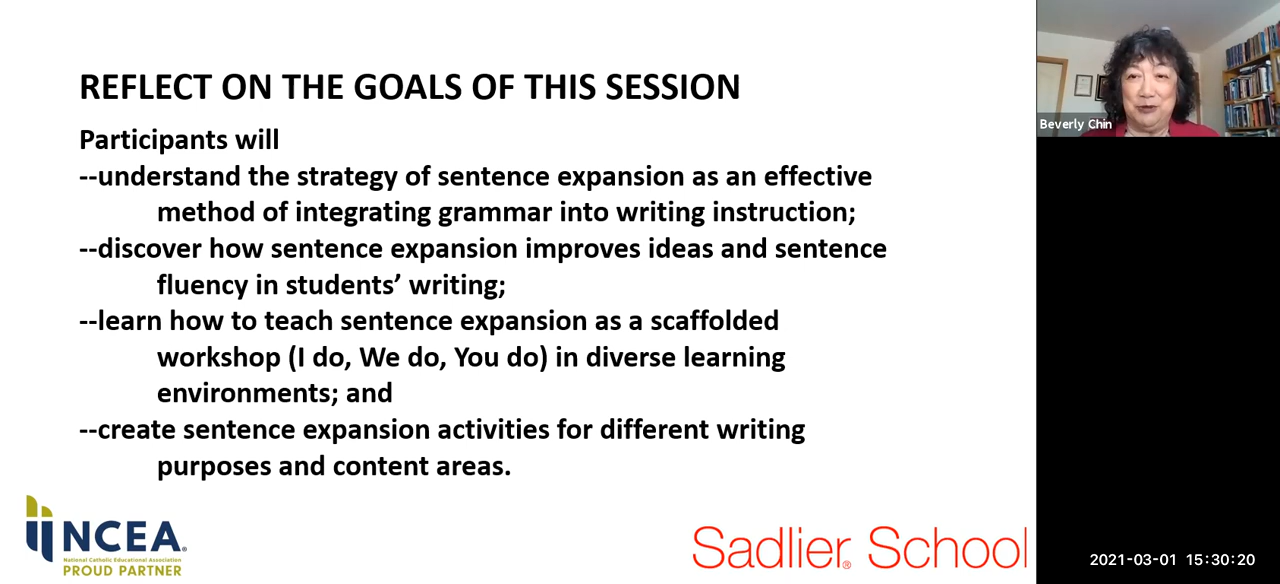 REFLECT ON THE GOALS OF THIS SESSION
Participants will
--understand the strategy of sentence expansion as an effective
method of integrating grammar into writing instruction;
--discover how sentence expansion improves ideas and sentence
fluency in students’ writing;
--learn how to teach sentence expansion as a scaffolded
workshop (I do, We do, You do) in diverse learning
environments; and
--create sentence expansion activities for different writing
purposes and content areas.
NCEA®
National Catholic Educational Association
PROUD PARTNER
Sadlier® School
Beverly Chin
2021-03-01 15:30:20